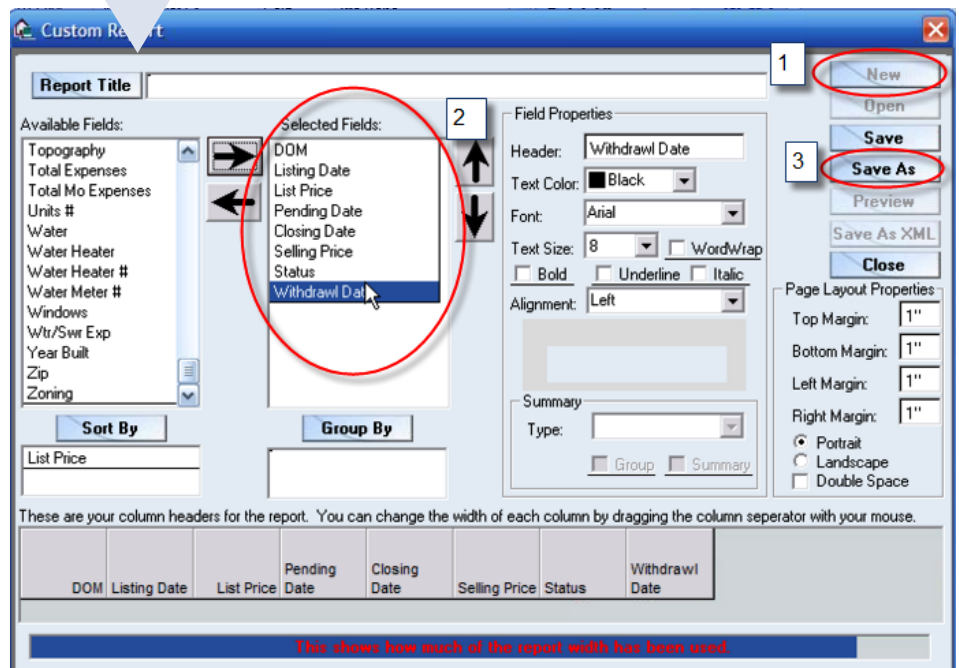 Custom Re rt
Report Title
1
New
Open
Available Fields:
Selected Fields:
2
Field Properties
Save
3
Save As
Preview
Save As XML
Close
Topography
Total Expenses
Total Mo Expenses
Units #
Water
Water Heater
Water Heater #
Water Meter #
Windows
Wtr/Swr Exp
Year Built
Zip
Zoning
DOM
Listing Date
List Price
Pending Date
Closing Date
Selling Price
Status
Withdrawl Dat
Header: Withdrawl Date
Text Color: Black
Font: Arial
Text Size: 8 WordWrap
Bold Underline Italic
Alignment: Left
Summary
Type:
Group Summary
Page Layout Properties
Top Margin: 1"
Bottom Margin: 1"
Left Margin: 1"
Right Margin: 1"
Portrait
Landscape
Double Space
Sort By
List Price
Group By
These are your column headers for the report. You can change the width of each column by dragging the column seperator with your mouse.
DOM
Listing Date
List Price
Pending
Date
Closing
Date
Selling Price
Status
Withdrawl
Date
This shows how much of the report width has been used.